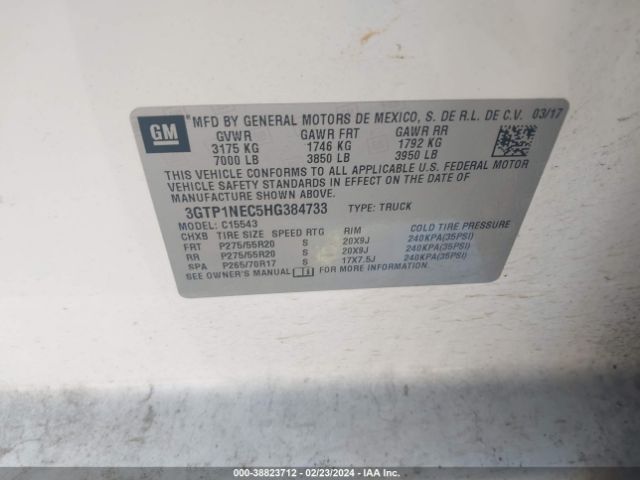 GM
MFD BY GENERAL MOTORS DE MEXICO, S. DE R.L. DE C.V. 03/17
GVWR GAWR FRT GAWR RR
3175 KG 1746 KG 1792 KG
7000 LB 3850 LB 3950 LB
THIS VEHICLE CONFORMS TO ALL APPLICABLE U.S. FEDERAL MOTOR
VEHICLE SAFETY STANDARDS IN EFFECT ON THE DATE OF
MANUFACTURE SHOWN ABOVE.
3GTP1NEC5HG384733 TYPE: TRUCK
MODEL: C15543
CHXB TIRE SIZE SPEED RTG RIM COLD TIRE PRESSURE
FRT P275/55R20 S 20X9J 240KPA(35PSI)
RR P275/55R20 S 20X9J 240KPA(35PSI)
SPA P265/70R17 S 17X7.5J 240KPA(35PSI)
SEE OWNER'S MANUAL FOR MORE INFORMATION.
000-38823712 - 02/23/2024 - IAA Inc.